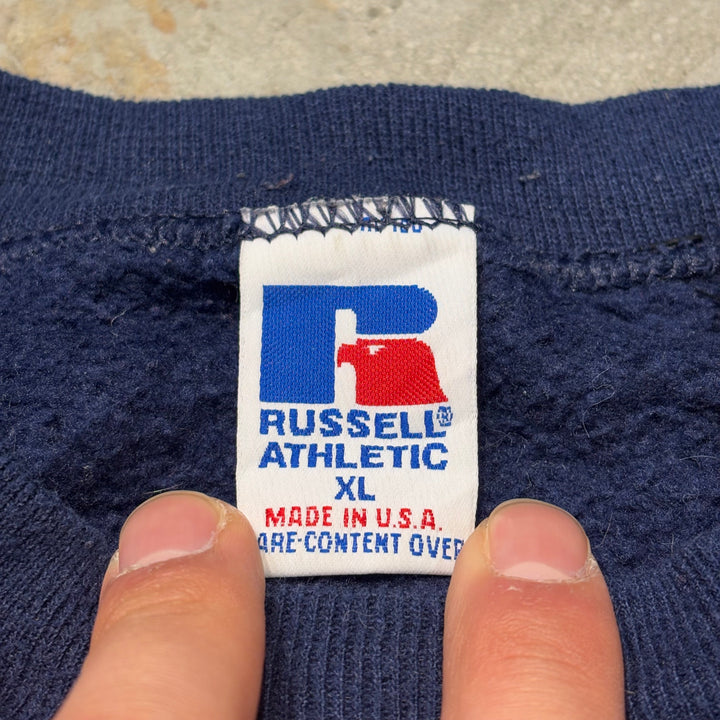 RUSSELL®
ATHLETIC
XL
MADE IN U.S.A.
ARE-CONTENT OVER